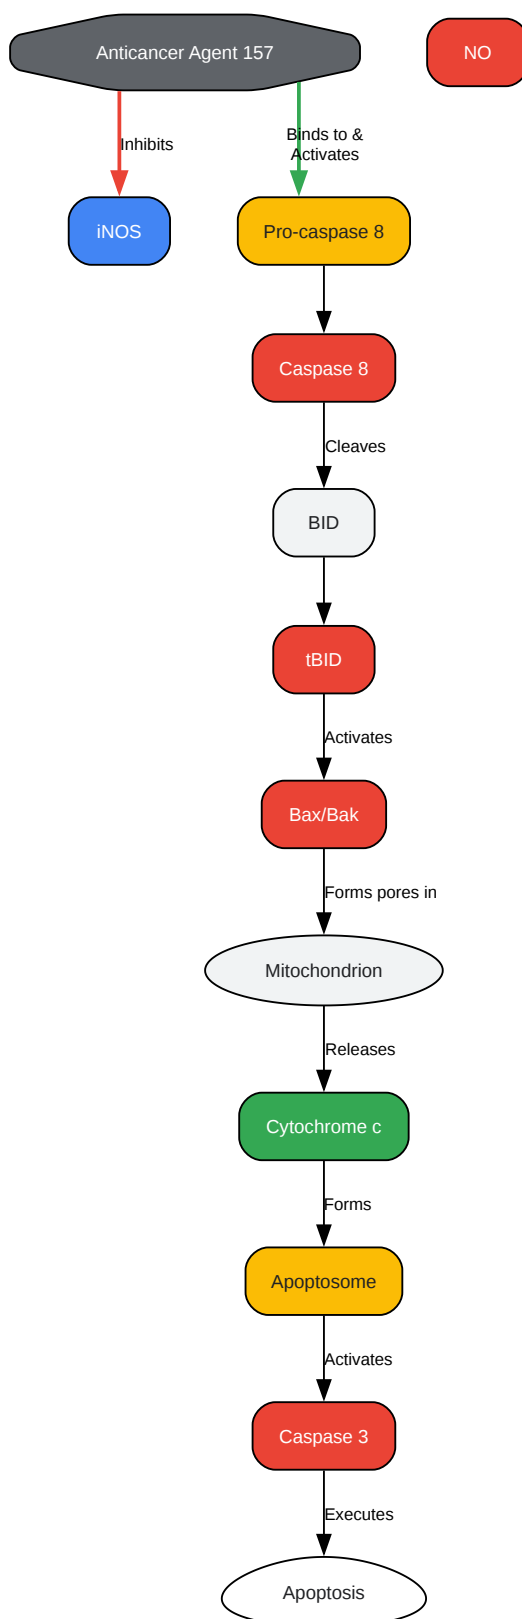 Anticancer Agent 157
NO
Inhibits
Binds to &
Activates
iNOS
Pro-caspase 8
Caspase 8
Cleaves
BID
tBID
Activates
Bax/Bak
Forms pores in
Mitochondrion
Releases
Cytochrome c
Forms
Apoptosome
Activates
Caspase 3
Executes
Apoptosis